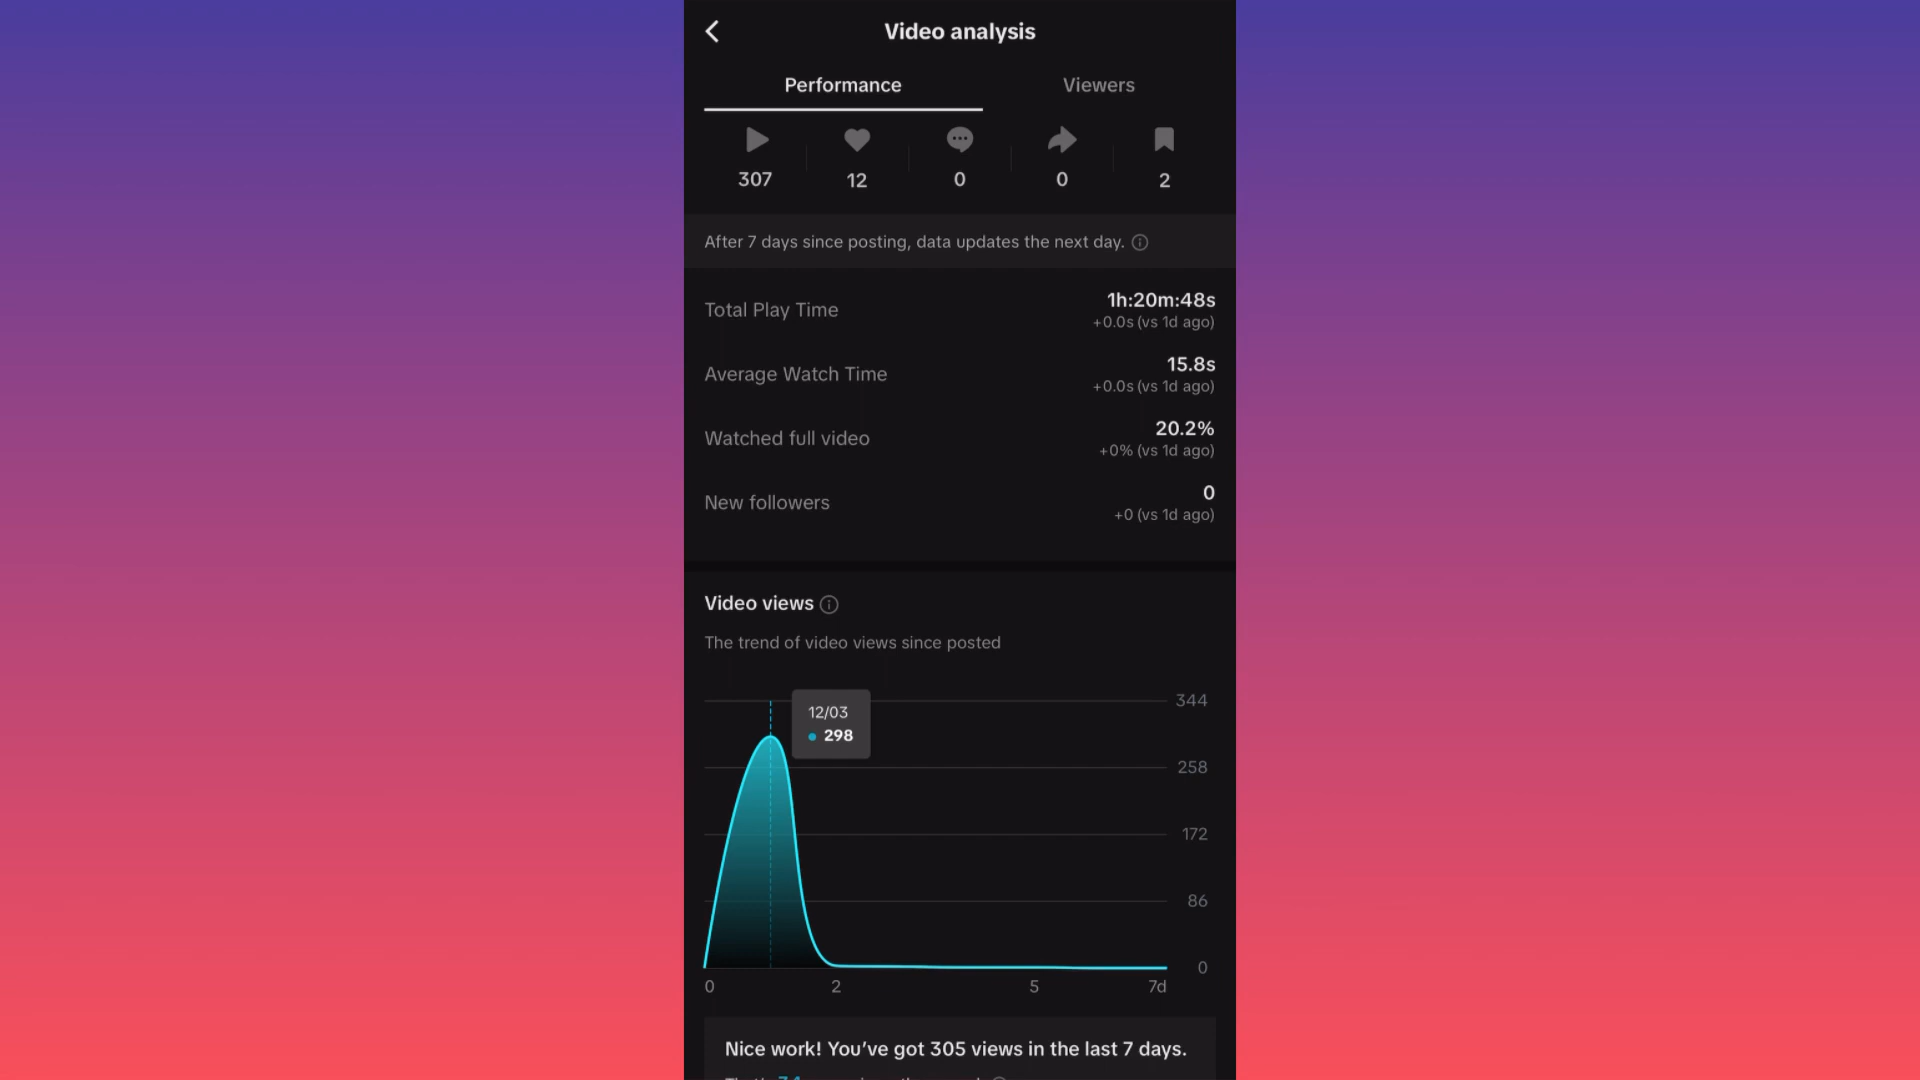 Video analysis
Performance Viewers
307 12 0 0 2
After 7 days since posting, data updates the next day.
Total Play Time 1h:20m:48s
+0.0s (vs 1d ago)
Average Watch Time 15.8s
+0.0s (vs 1d ago)
Watched full video 20.2%
+0% (vs 1d ago)
New followers 0
+0 (vs 1d ago)
Video views
The trend of video views since posted
344
12/03
298
258
172
86
0
0 2 5 7d
Nice work! You've got 305 views in the last 7 days.